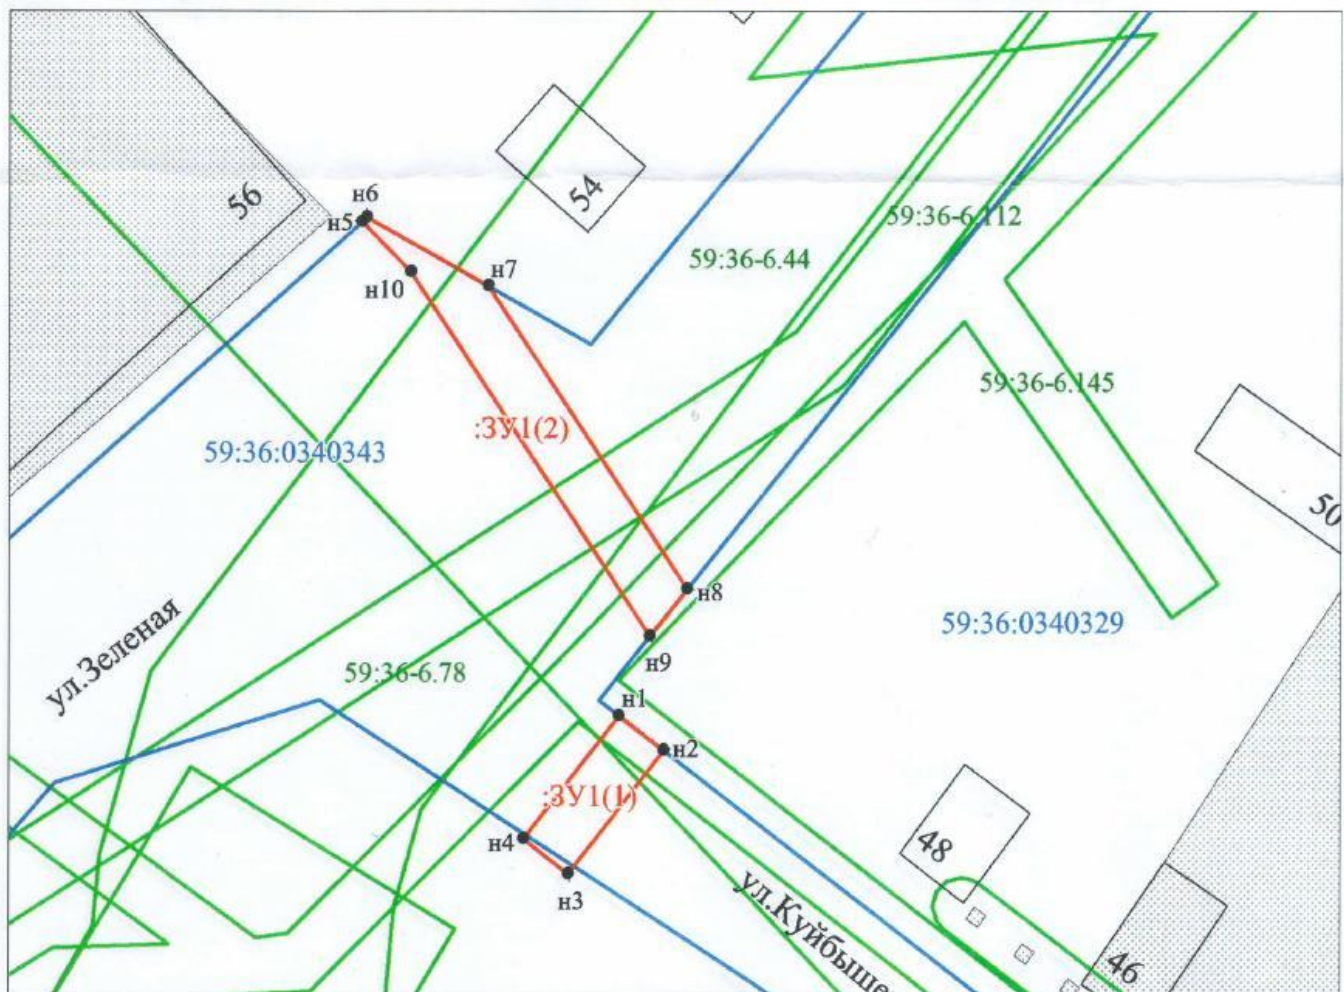 56
н6
н5
54
н10
н7
59:36-6.44
59:36-6.112
59:36-6.145
:ЗУ1(2)
59:36:0340343
50
н8
59:36:0340329
ул.Зеленая
н9
59:36-6.78
н1
н2
:ЗУ1(1)
н4
н3
48
ул.Куйбыше
46